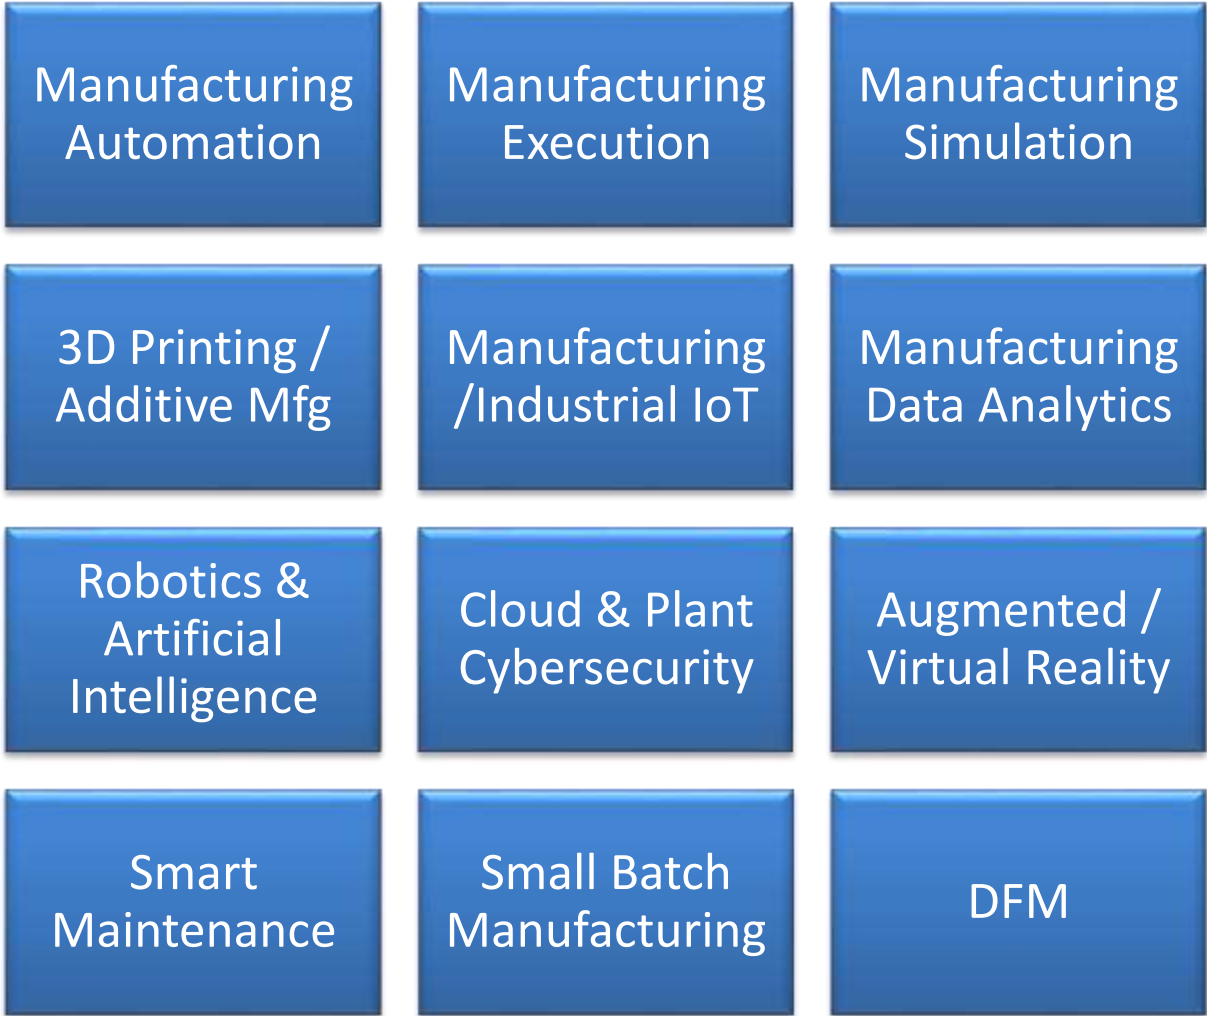 Manufacturing
Automation
Manufacturing
Execution
Manufacturing
Simulation
3D Printing /
Additive Mfg
Manufacturing
/Industrial IoT
Manufacturing
Data Analytics
Robotics &
Artificial
Intelligence
Cloud & Plant
Cybersecurity
Augmented /
Virtual Reality
Smart
Maintenance
Small Batch
Manufacturing
DFM